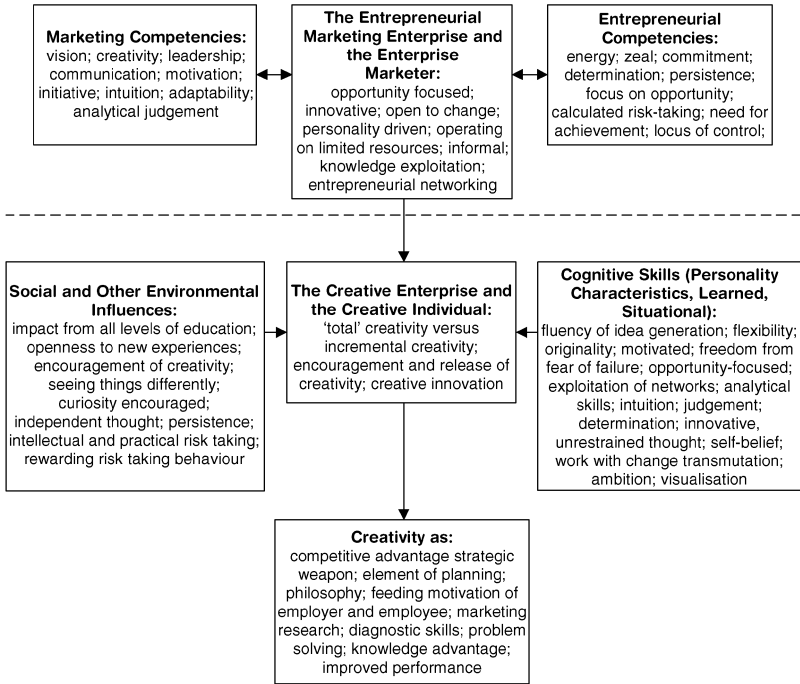 Marketing Competencies:
vision; creativity; leadership;
communication; motivation;
initiative; intuition; adaptability;
analytical judgement
The Entrepreneurial
Marketing Enterprise and
the Enterprise
Marketer:
opportunity focused;
innovative; open to change;
personality driven; operating
on limited resources; informal;
knowledge exploitation;
entrepreneurial networking
Entrepreneurial
Competencies:
energy; zeal; commitment;
determination; persistence;
focus on opportunity;
calculated risk-taking; need for
achievement; locus of control;
Social and Other Environmental
Influences:
impact from all levels of education;
openness to new experiences;
encouragement of creativity;
seeing things differently;
curiosity encouraged;
independent thought; persistence;
intellectual and practical risk taking;
rewarding risk taking behaviour
The Creative Enterprise and
the Creative Individual:
‘total’ creativity versus
incremental creativity;
encouragement and release of
creativity; creative innovation
Cognitive Skills (Personality
Characteristics, Learned,
Situational):
fluency of idea generation; flexibility;
originality; motivated; freedom from
fear of failure; opportunity-focused;
exploitation of networks; analytical
skills; intuition; judgement;
determination; innovative,
unrestrained thought; self-belief;
work with change transmutation;
ambition; visualisation
Creativity as:
competitive advantage strategic
weapon; element of planning;
philosophy; feeding motivation of
employer and employee; marketing
research; diagnostic skills; problem
solving; knowledge advantage;
improved performance